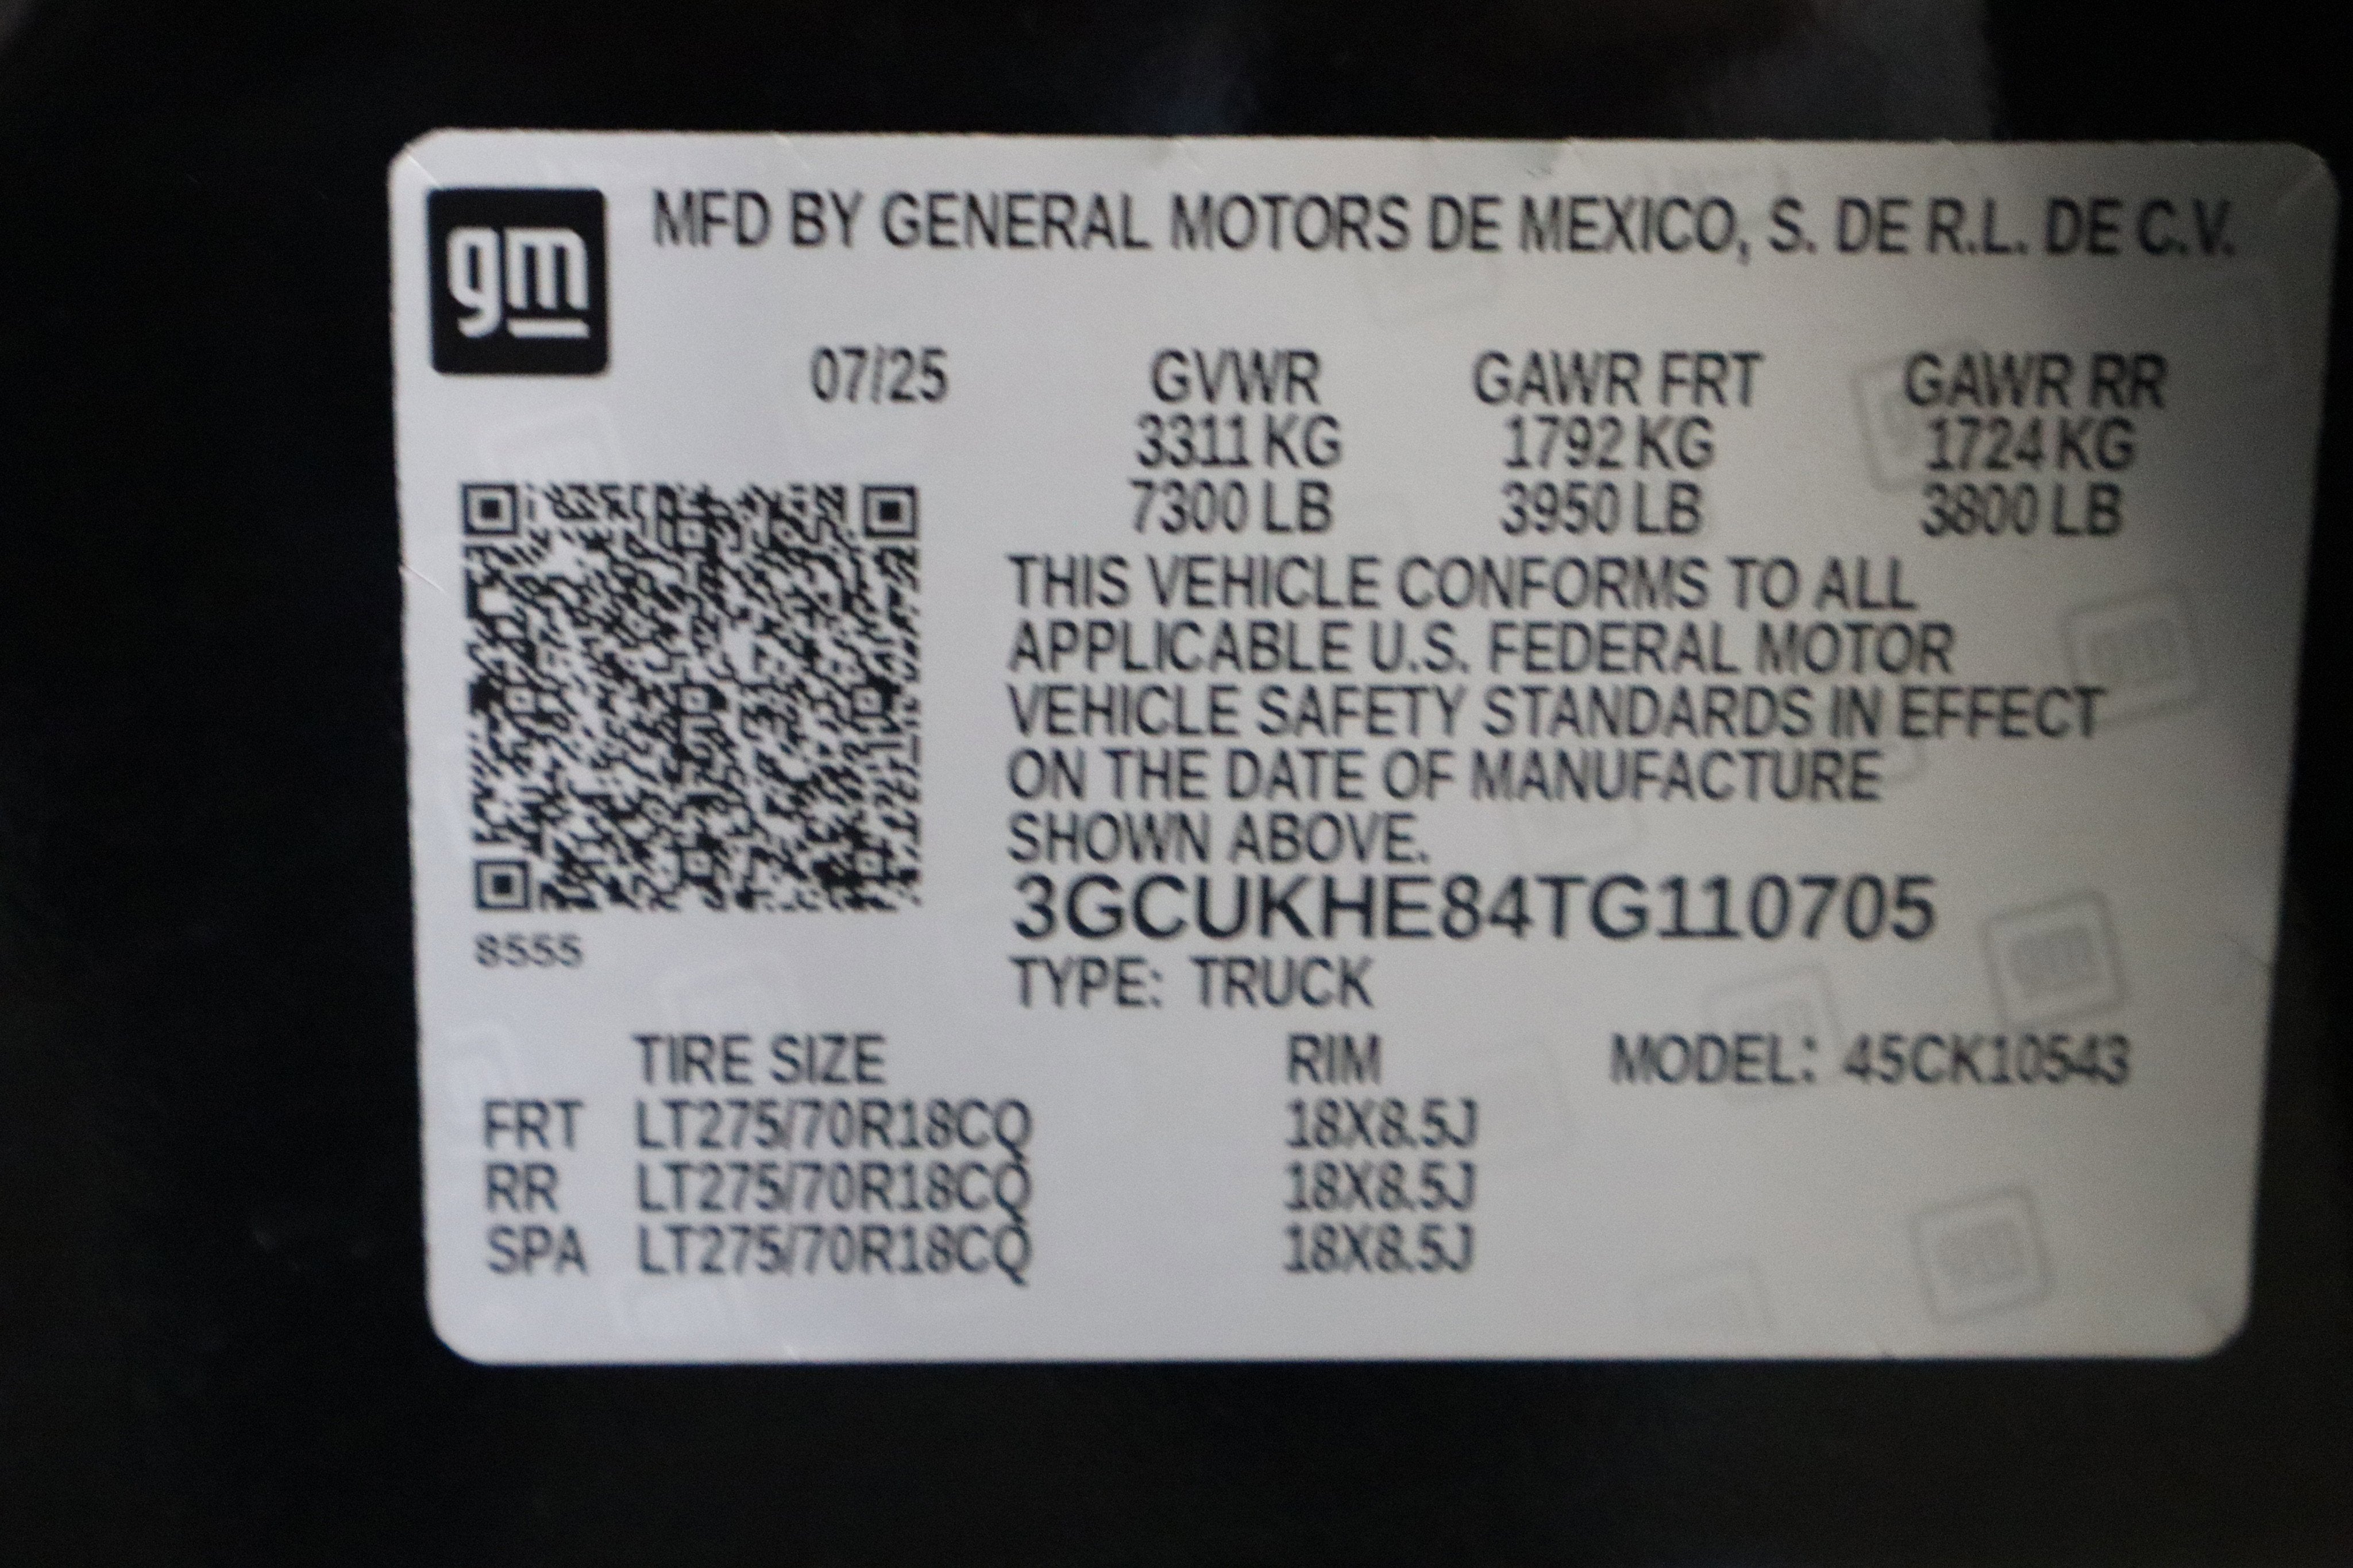 gm
MFD BY GENERAL MOTORS DE MEXICO, S. DE R.L. DE C.V.
07/25 GVWR GAWR FRT GAWR RR
3311 KG 1792 KG 1724 KG
7300 LB 3950 LB 3800 LB
THIS VEHICLE CONFORMS TO ALL
APPLICABLE U.S. FEDERAL MOTOR
VEHICLE SAFETY STANDARDS IN EFFECT
ON THE DATE OF MANUFACTURE
SHOWN ABOVE.
3GCUKHE84TG110705
8555
TYPE: TRUCK
TIRE SIZE RIM MODEL: 45CK10543
FRT LT275/70R18CQ 18X8.5J
RR LT275/70R18CQ 18X8.5J
SPA LT275/70R18CQ 18X8.5J